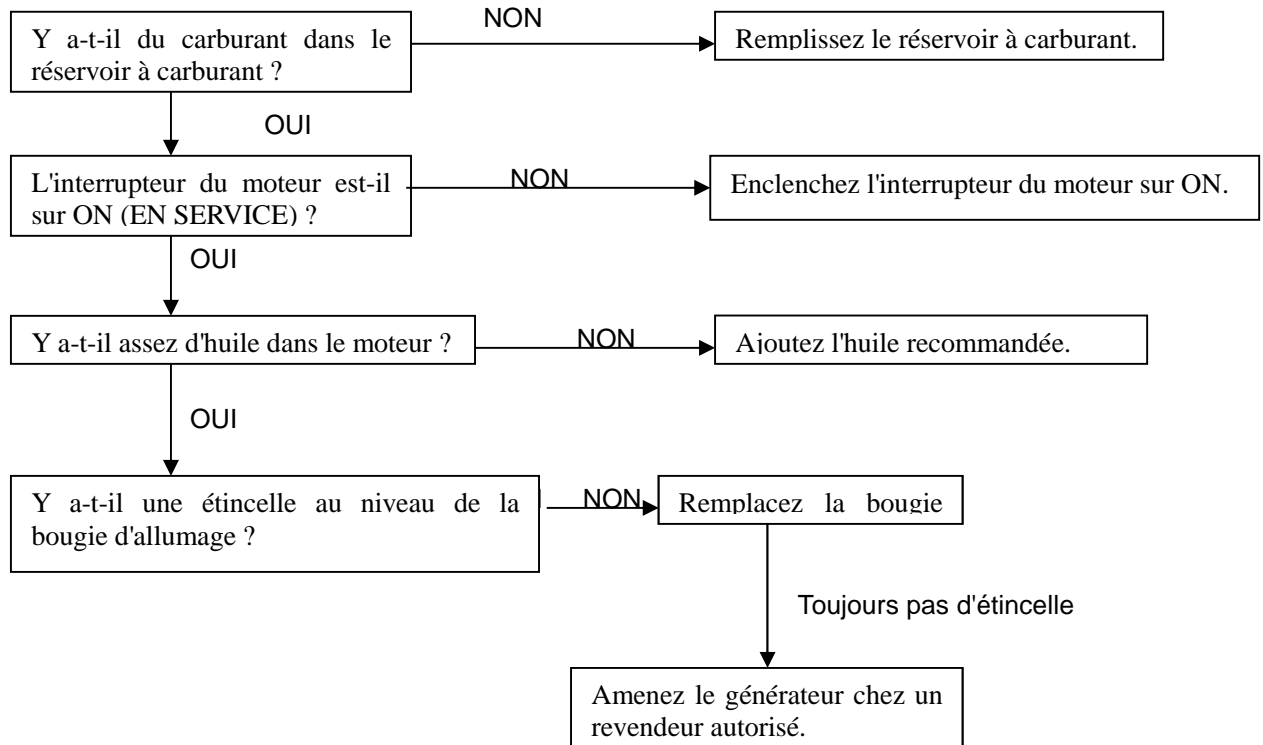 NON
Y a-t-il du carburant dans le
réservoir à carburant ?
Remplissez le réservoir à carburant.
OUI
L'interrupteur du moteur est-il
sur ON (EN SERVICE) ?
NON
Enclenchez l'interrupteur du moteur sur ON.
OUI
Y a-t-il assez d'huile dans le moteur ?
NON
Ajoutez l'huile recommandée.
OUI
Y a-t-il une étincelle au niveau de la
bougie d'allumage ?
NON
Remplacez la bougie
Toujours pas d'étincelle
Amenez le générateur chez un
revendeur autorisé.